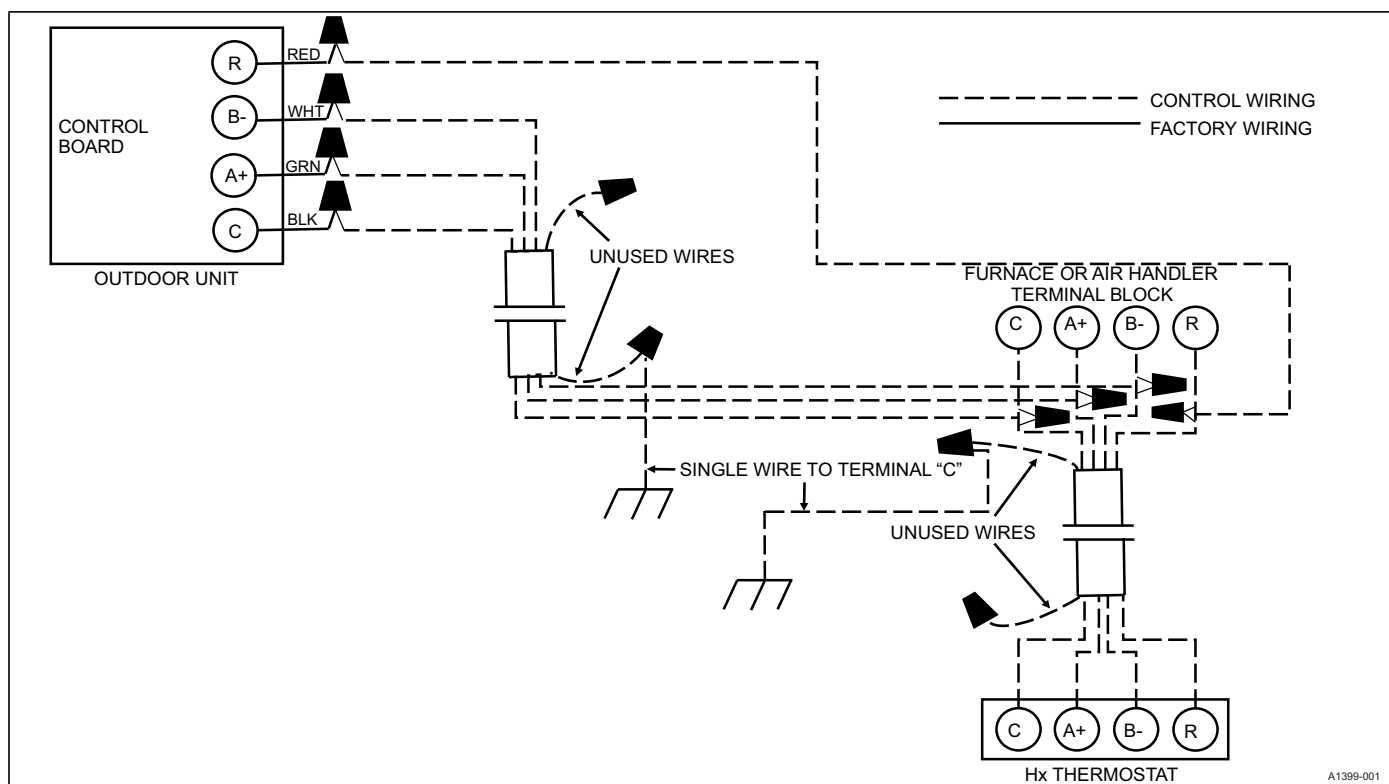 R
RED
B-
WHT
CONTROL
BOARD
A+
GRN
C
BLK
OUTDOOR UNIT
CONTROL WIRING
FACTORY WIRING
UNUSED WIRES
FURNACE OR AIR HANDLER
TERMINAL BLOCK
C
A+
B-
R
SINGLE WIRE TO TERMINAL “C”
UNUSED WIRES
C
A+
B-
R
Hx THERMOSTAT
A1399-001